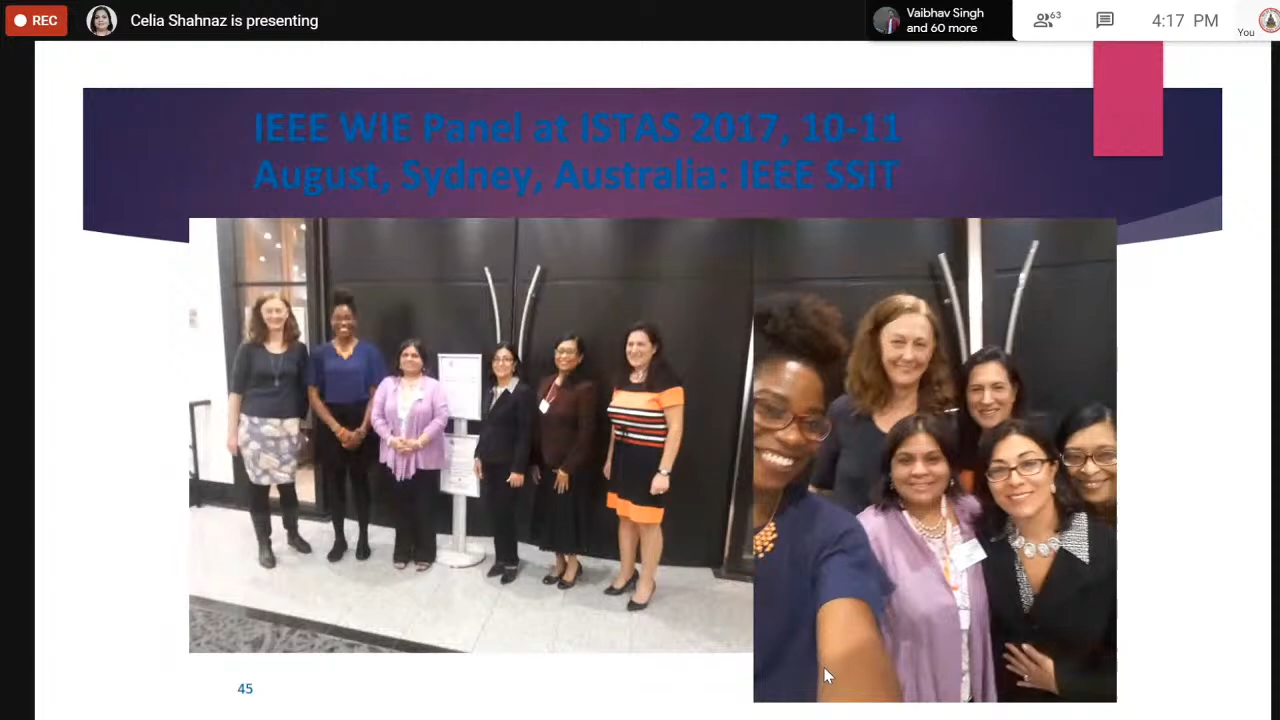 REC
Celia Shahnaz is presenting
Vaibhav Singh
and 60 more
63
4:17 PM
You
IEEE WIE Panel at ISTAS 2017, 10-11
August, Sydney, Australia: IEEE SSIT
45